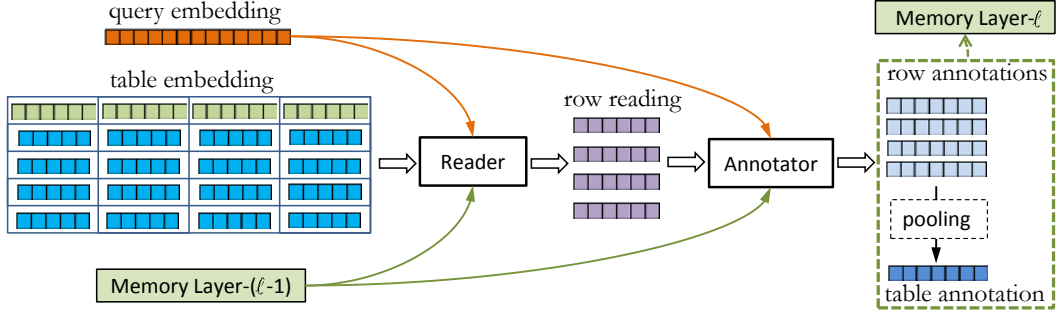 query embedding
Memory Layer-ℓ
table embedding
row annotations
row reading
Reader
Annotator
pooling
Memory Layer-(ℓ-1)
table annotation